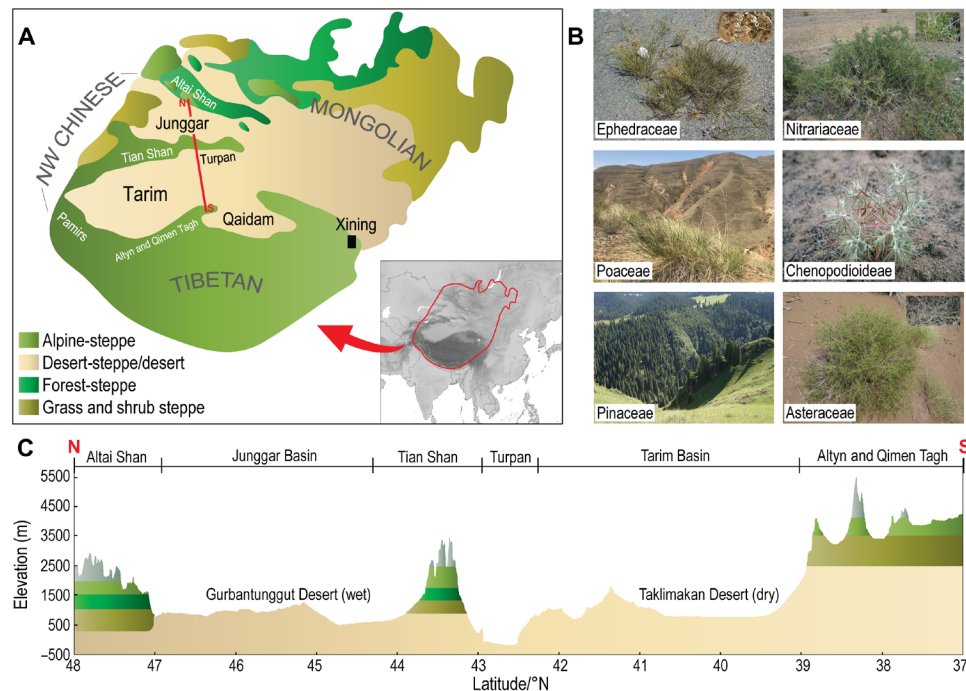 A
NW CHINESE
MONGOLIAN
Altai Shan
N
Junggar
Tian Shan
Turpan
Tarim
S
Pamirs
Altyn and Qimen Tagh
Qaidam
Xining
TIBETAN
Alpine-steppe
Desert-steppe/desert
Forest-steppe
Grass and shrub steppe
B
Ephedraceae
Nitrariaceae
Poaceae
Chenopodioideae
Pinaceae
Asteraceae
C
N
S
Altai Shan
Junggar Basin
Tian Shan
Turpan
Tarim Basin
Altyn and Qimen Tagh
Elevation (m)
5500
4500
3500
2500
1500
500
–500
Gurbantunggut Desert (wet)
Taklimakan Desert (dry)
48 47 46 45 44 43 42 41 40 39 38 37
Latitude/°N